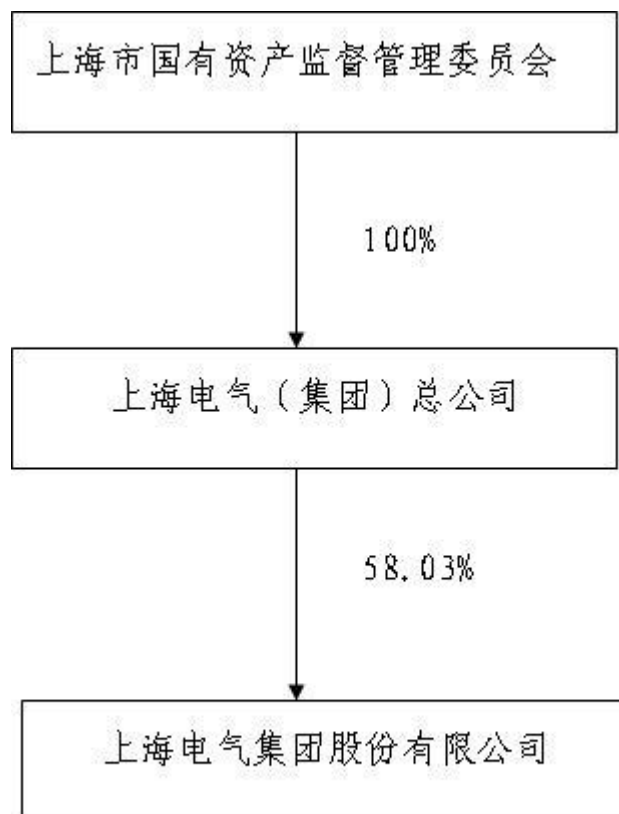 上海市国有资产监督管理委员会
100%
上海电气（集团）总公司
58.03%
上海电气集团股份有限公司